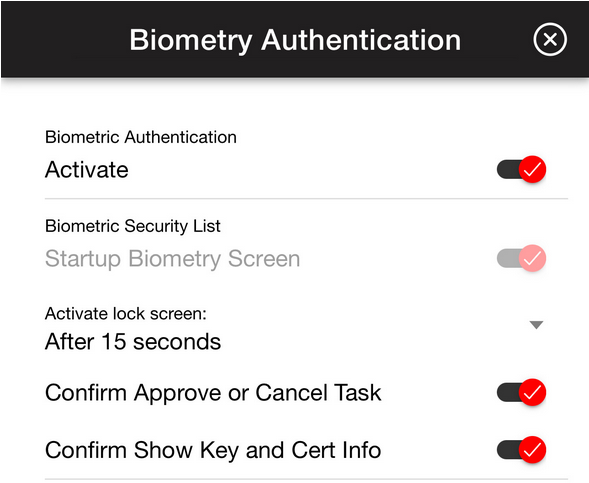 Biometry Authentication
Biometric Authentication
Activate
Biometric Security List
Startup Biometry Screen
Activate lock screen:
After 15 seconds
Confirm Approve or Cancel Task
Confirm Show Key and Cert Info